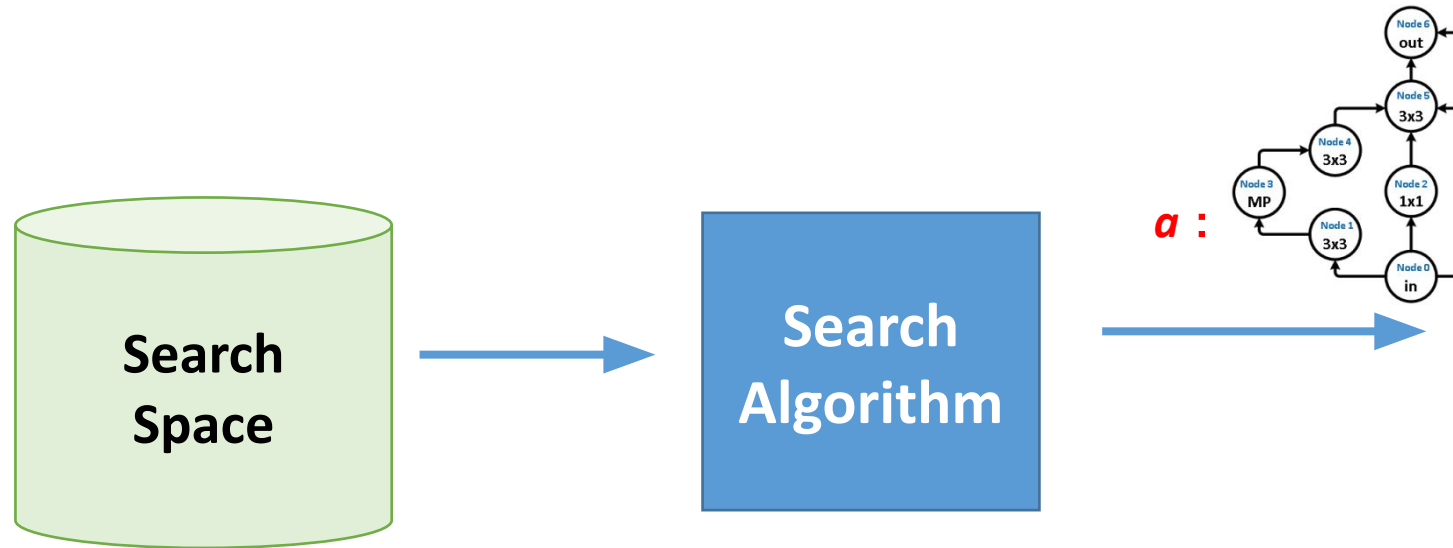 Search
Space
Search
Algorithm
a :
Node 6
out
Node 5
3x3
Node 4
3x3
Node 3
MP
Node 2
1x1
Node 1
3x3
Node 0
in